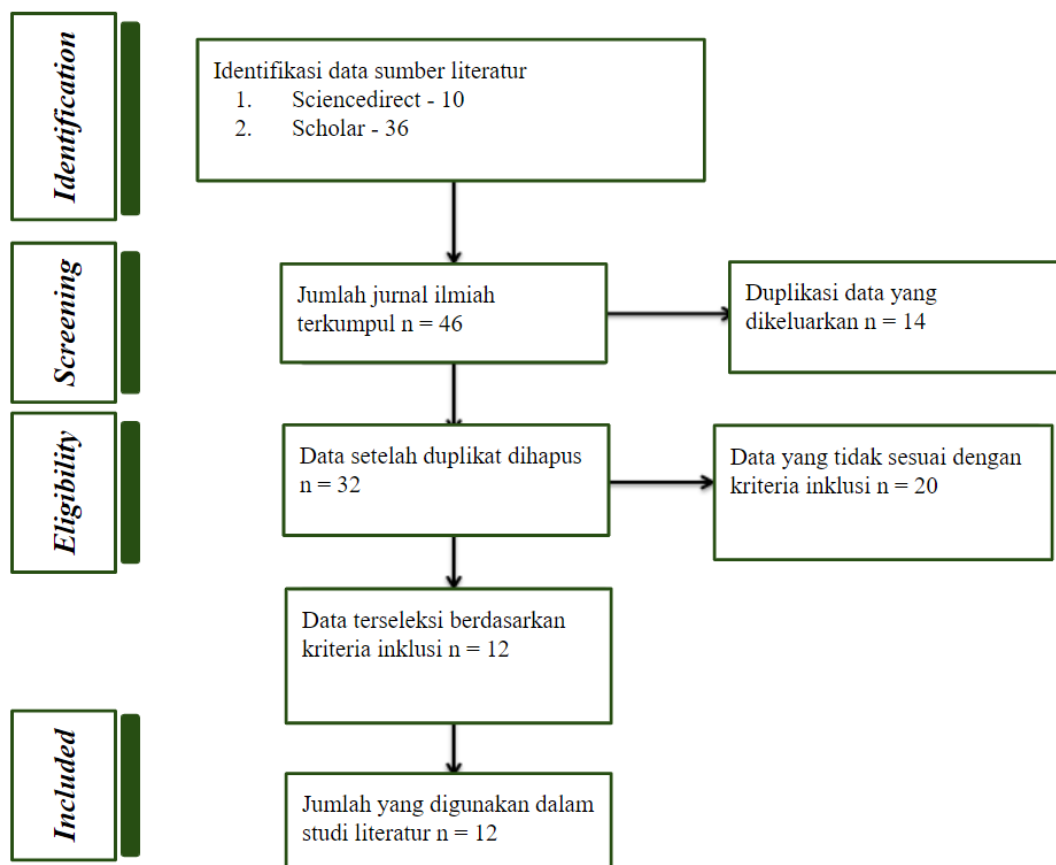 Identification
Identifikasi data sumber literatur
1. Sciencedirect - 10
2. Scholar - 36
Screening
Jumlah jurnal ilmiah
terkumpul n = 46
Duplikasi data yang
dikeluarkan n = 14
Eligibility
Data setelah duplikat dihapus
n = 32
Data yang tidak sesuai dengan
kriteria inklusi n = 20
Data terseleksi berdasarkan
kriteria inklusi n = 12
Included
Jumlah yang digunakan dalam
studi literatur n = 12